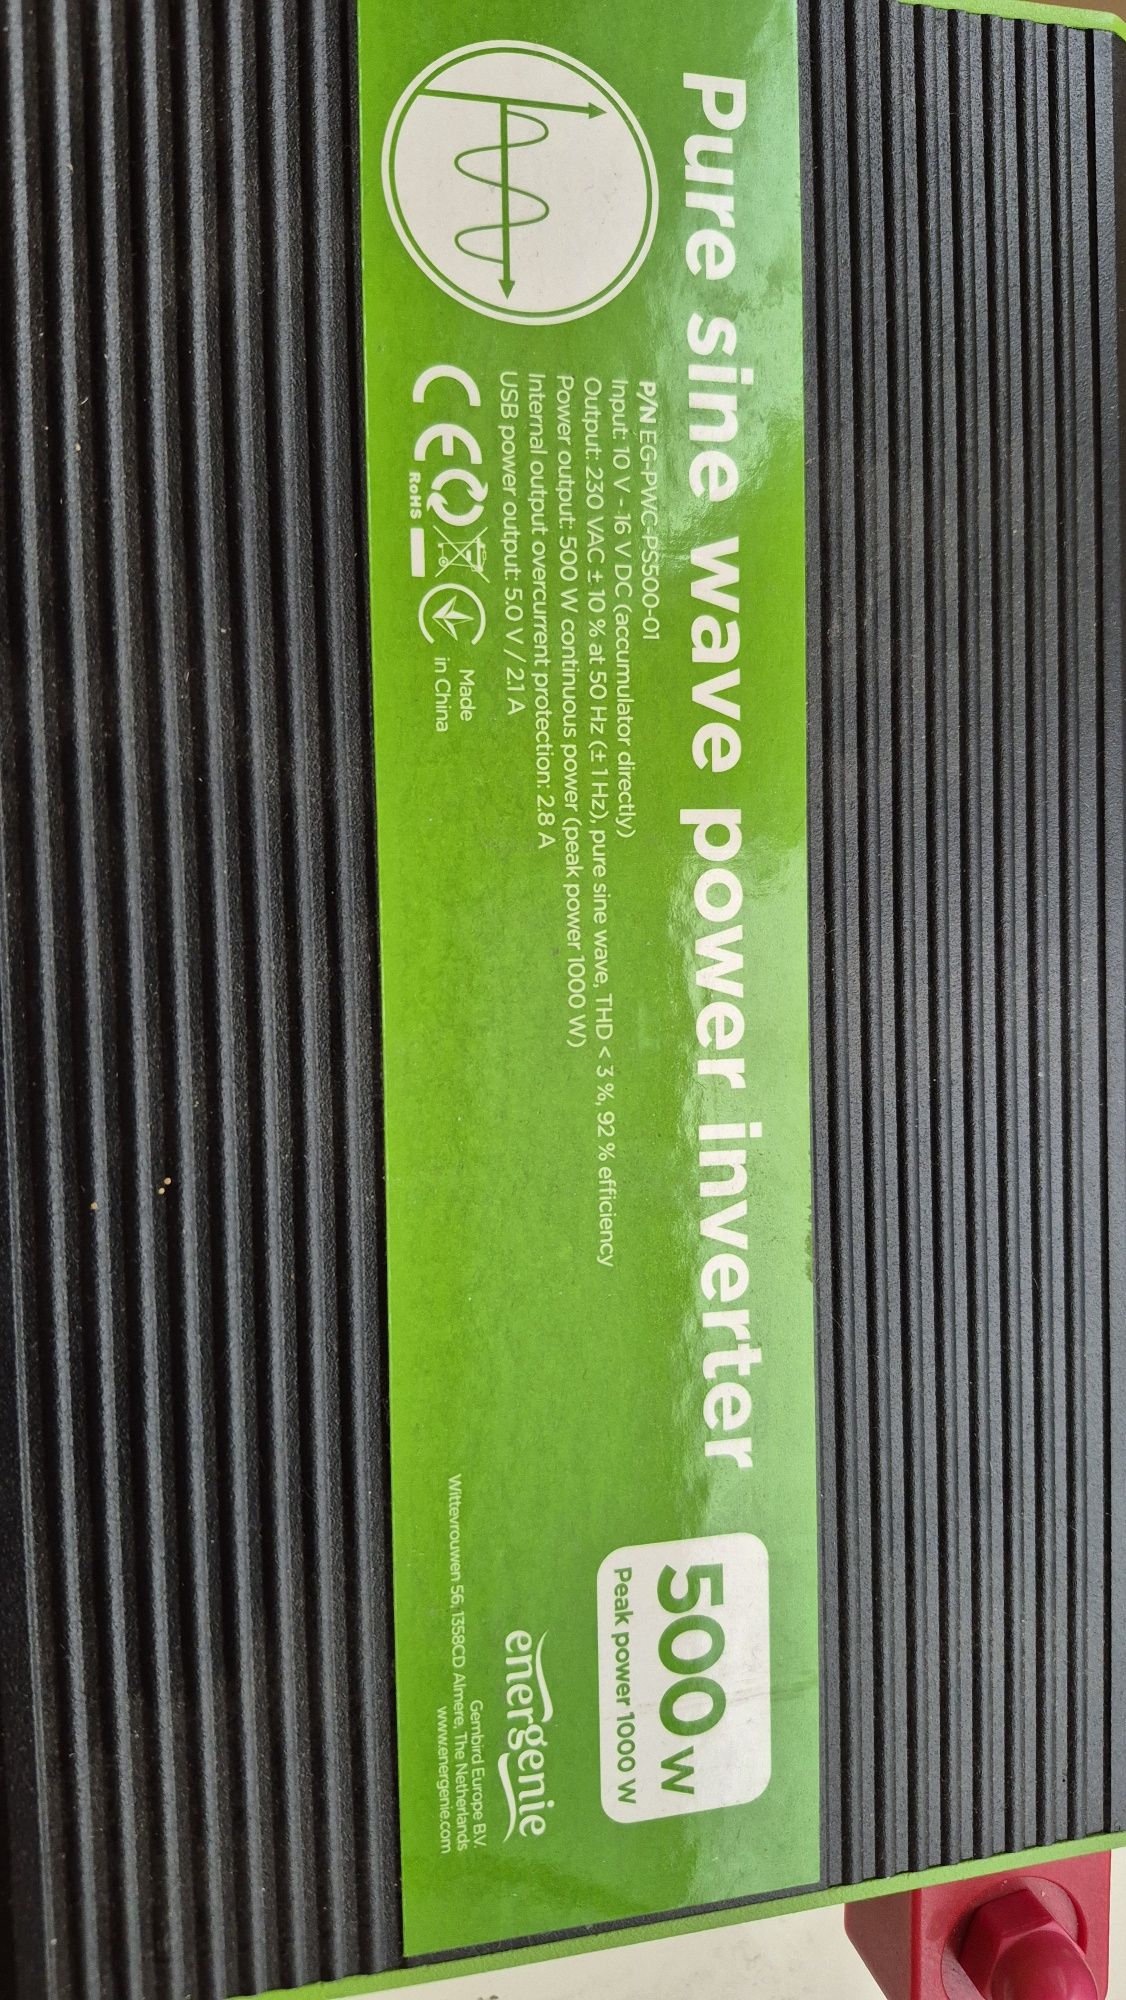 Pure sine wave power inverter
500 W
Peak power 1000 W
P/N EG-PWC-PS500-01
Input: 10 V - 16 V DC (accumulator directly)
Output: 230 VAC ± 10 % at 50 Hz (± 1 Hz), pure sine wave, THD < 3 %, 92 % efficiency
Power output: 500 W continuous power (peak power 1000 W)
Internal output overcurrent protection: 2.8 A
USB power output: 5.0 V / 2.1 A
CE
RoHS
Made
in China
energenie
Gembird Europe B.V.
Wittevrouwen 56, 1358CD Almere, The Netherlands
www.energenie.com